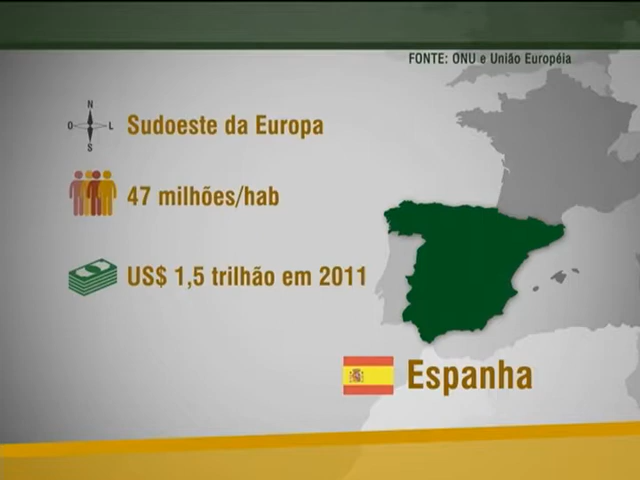 FONTE: ONU e União Européia
N
O L
S
Sudoeste da Europa
47 milhões/hab
US$ 1,5 trilhão em 2011
Espanha